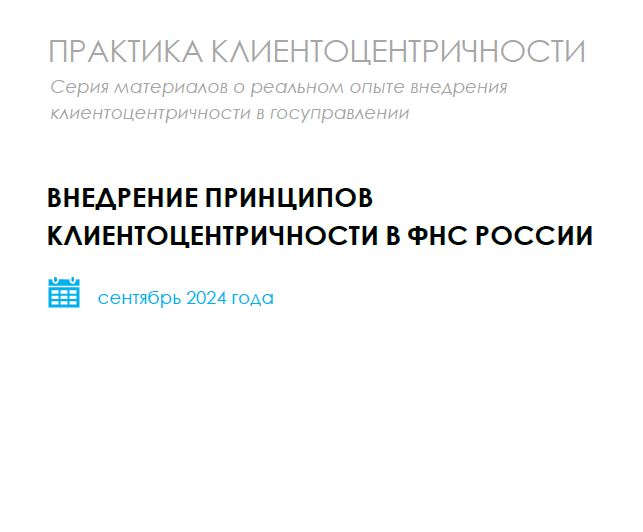 ПРАКТИКА КЛИЕНТОЦЕНТРИЧНОСТИ
Серия материалов о реальном опыте внедрения
клиентоцентричности в госуправлении
ВНЕДРЕНИЕ ПРИНЦИПОВ
КЛИЕНТОЦЕНТРИЧНОСТИ В ФНС РОССИИ
сентябрь 2024 года